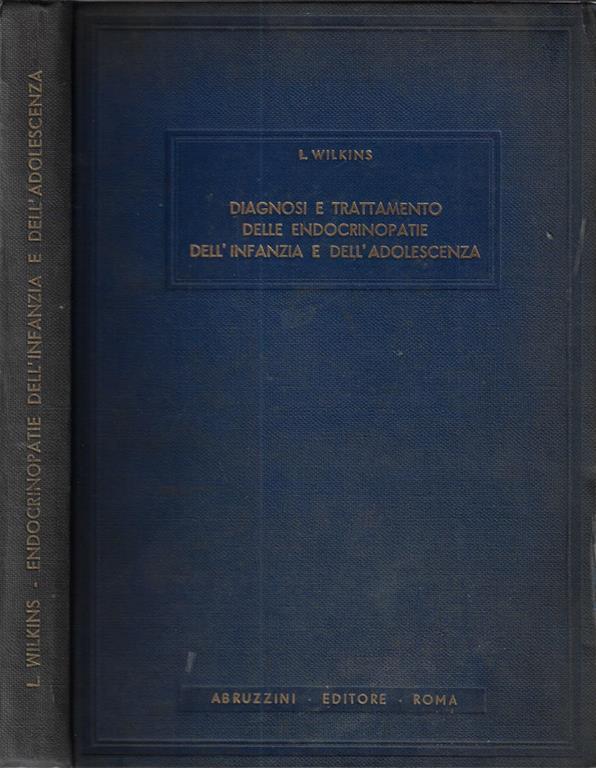 L. WILKINS - ENDOCRINOPATIE DELL'INFANZIA E DELL'ADOLESCENZA
L. WILKINS
DIAGNOSI E TRATTAMENTO
DELLE ENDOCRINOPATIE
DELL'INFANZIA E DELL'ADOLESCENZA
ABRUZZINI · EDITORE · ROMA